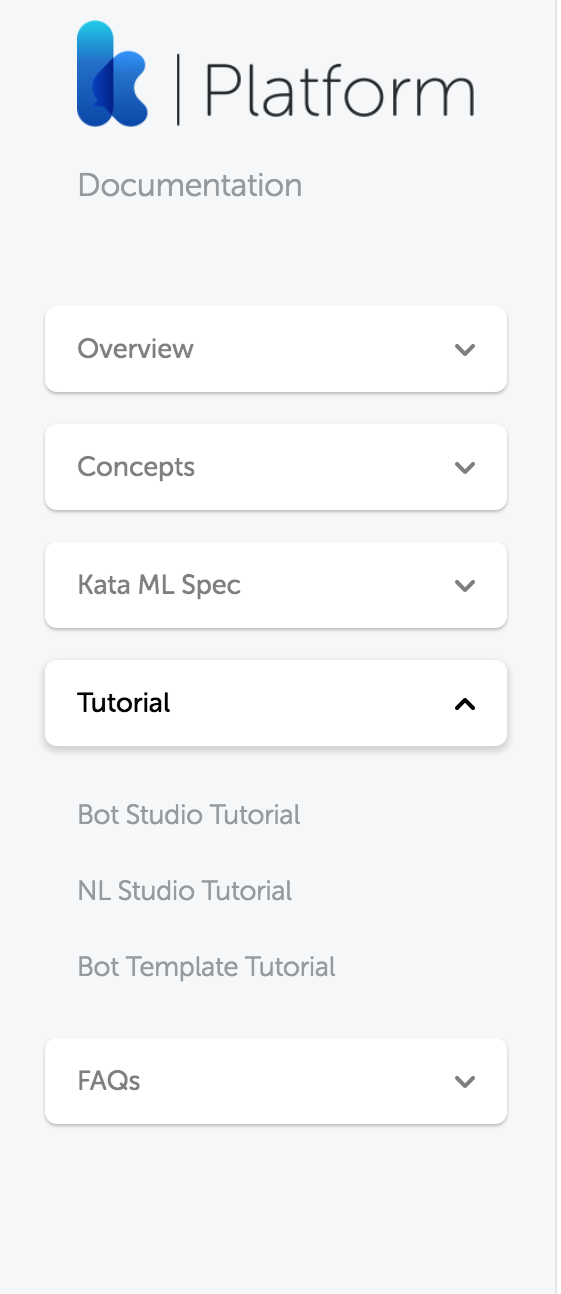 Platform
Documentation
Overview
Concepts
Kata ML Spec
Tutorial
Bot Studio Tutorial
NL Studio Tutorial
Bot Template Tutorial
FAQs